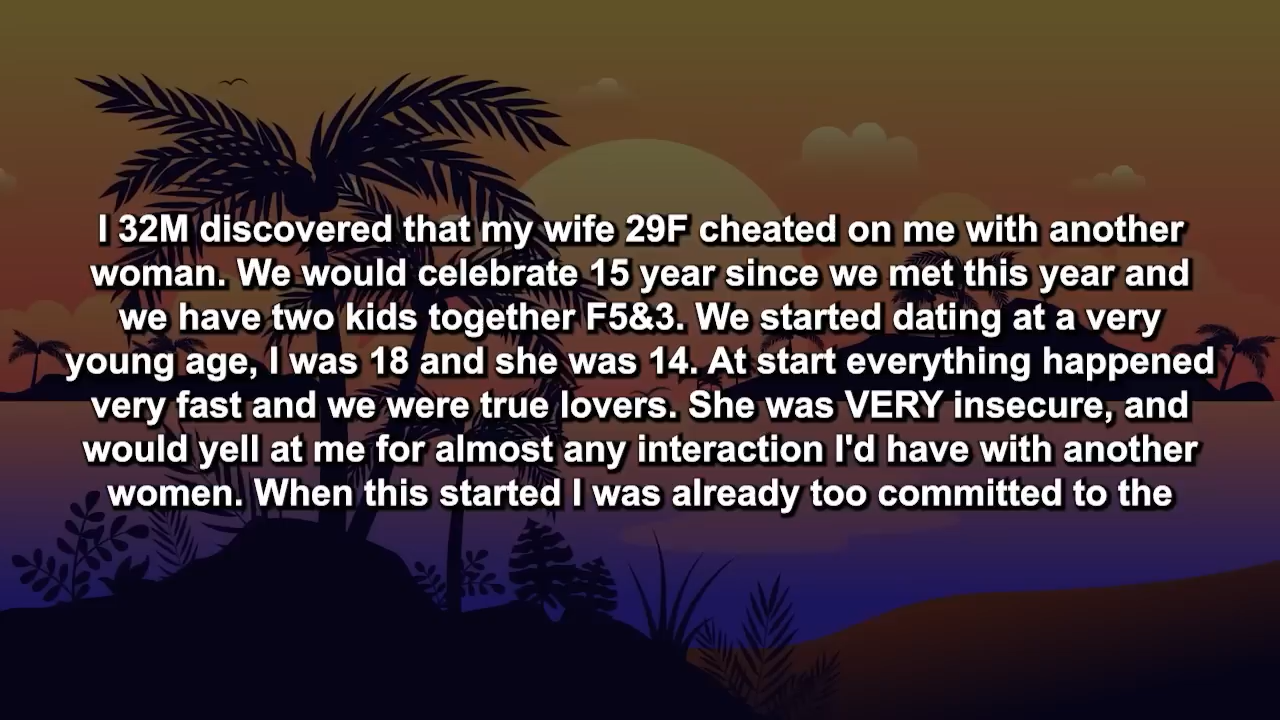 I 32M discovered that my wife 29F cheated on me with another
woman. We would celebrate 15 year since we met this year and
we have two kids together F5&3. We started dating at a very
young age, I was 18 and she was 14. At start everything happened
very fast and we were true lovers. She was VERY insecure, and
would yell at me for almost any interaction I'd have with another
women. When this started I was already too committed to the